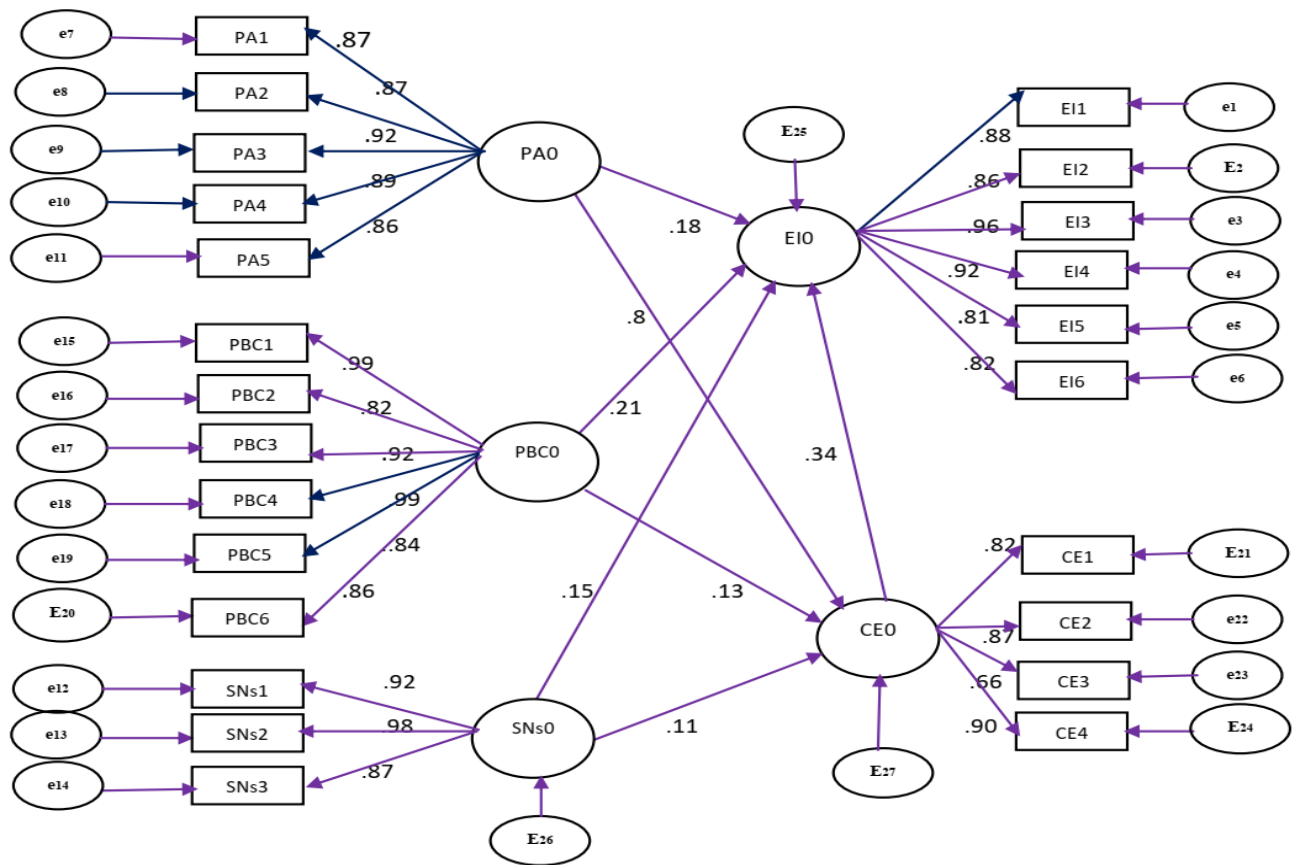 e7
PA1
.87
e8
PA2
.87
e9
PA3
.92
e10
PA4
.89
e11
PA5
.86
PA0
E25
EI0
.18
.8
EI1
e1
.88
EI2
E2
.86
EI3
e3
.96
EI4
e4
.92
EI5
e5
.81
EI6
e6
.82
e15
PBC1
.99
e16
PBC2
.82
e17
PBC3
.92
e18
PBC4
.99
e19
PBC5
..84
E20
PBC6
.86
PBC0
.21
.34
.15
.13
e12
SNs1
.92
e13
SNs2
.98
e14
SNs3
.87
SNs0
.11
E26
CE0
E27
CE1
E21
.82
CE2
e22
.87
CE3
e23
.66
CE4
E24
.90